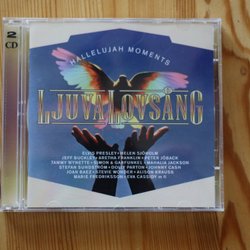 2
CD
HALLELUJAH MOMENTS
LJUVA LOVSÅNG
ELVIS PRESLEY • HELEN SJÖHOLM
JEFF BUCKLEY • ARETHA FRANKLIN • PETER JÖBACK
TAMMY WYNETTE • SIMON & GARFUNKEL • MAHALIA JACKSON
STEFAN SUNDSTRÖM • DOLLY PARTON • JOHNNY CASH
JOAN BAEZ • STEVIE WONDER • ALISON KRAUSS
MARIE FREDRIKSSON • EVA CASSIDY m fl